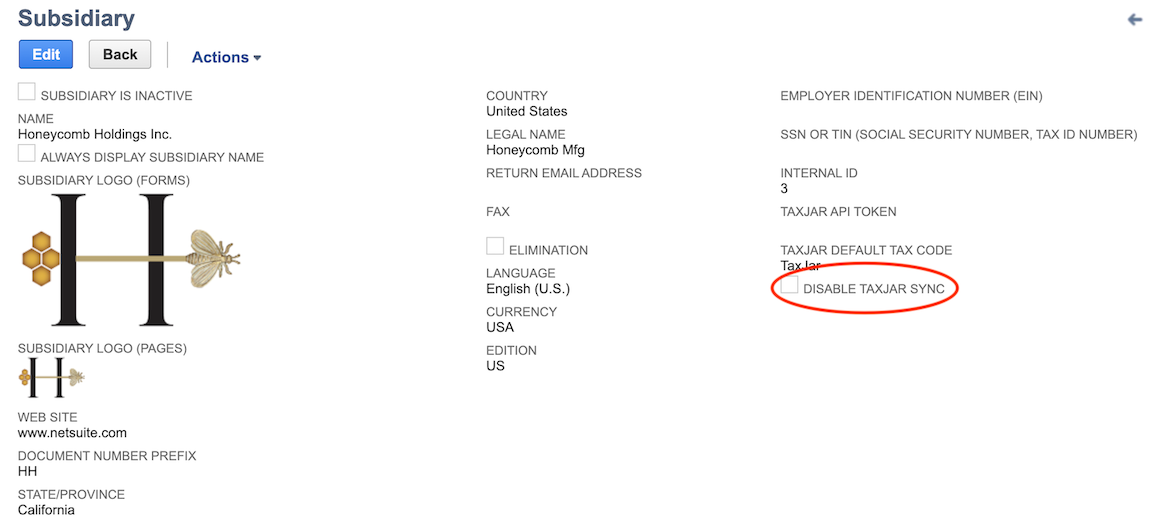 Subsidiary
Edit
Back
Actions
SUBSIDIARY IS INACTIVE
NAME
Honeycomb Holdings Inc.
ALWAYS DISPLAY SUBSIDIARY NAME
SUBSIDIARY LOGO (FORMS)
H
SUBSIDIARY LOGO (PAGES)
H
WEB SITE
www.netsuite.com
DOCUMENT NUMBER PREFIX
HH
STATE/PROVINCE
California
COUNTRY
United States
LEGAL NAME
Honeycomb Mfg
RETURN EMAIL ADDRESS
FAX
ELIMINATION
LANGUAGE
English (U.S.)
CURRENCY
USA
EDITION
US
EMPLOYER IDENTIFICATION NUMBER (EIN)
SSN OR TIN (SOCIAL SECURITY NUMBER, TAX ID NUMBER)
INTERNAL ID
3
TAXJAR API TOKEN
TAXJAR DEFAULT TAX CODE
TaxJar
DISABLE TAXJAR SYNC